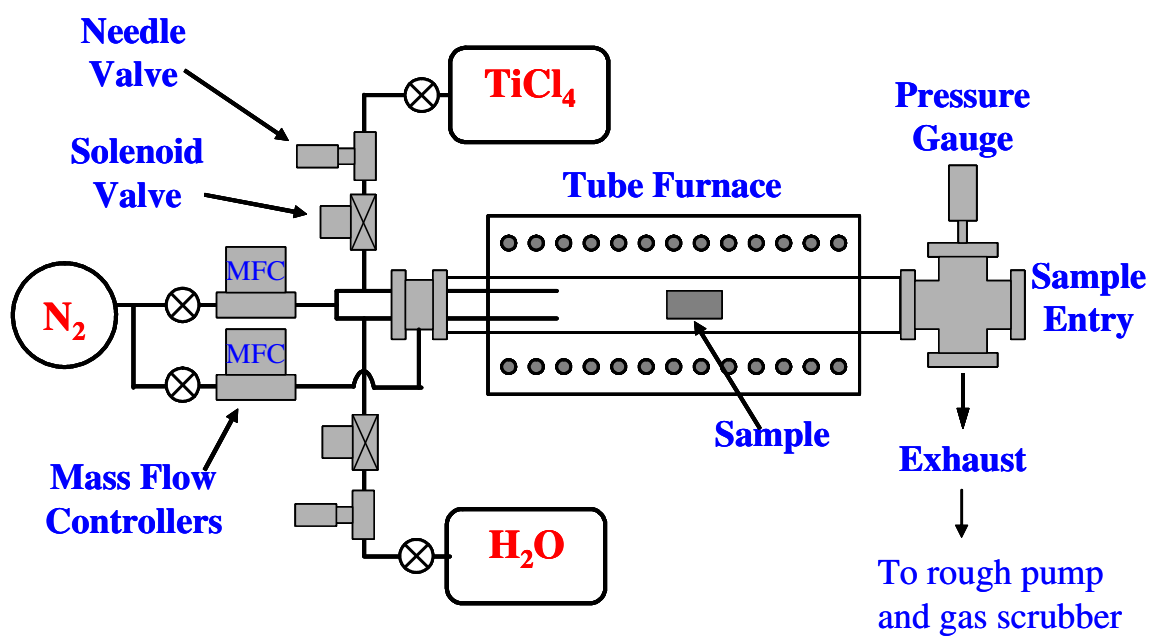 Needle
Valve
TiCl₄
Pressure
Gauge
Solenoid
Valve
Tube Furnace
MFC
Sample
Entry
N₂
MFC
Sample
Mass Flow
Controllers
Exhaust
H₂O
To rough pump
and gas scrubber